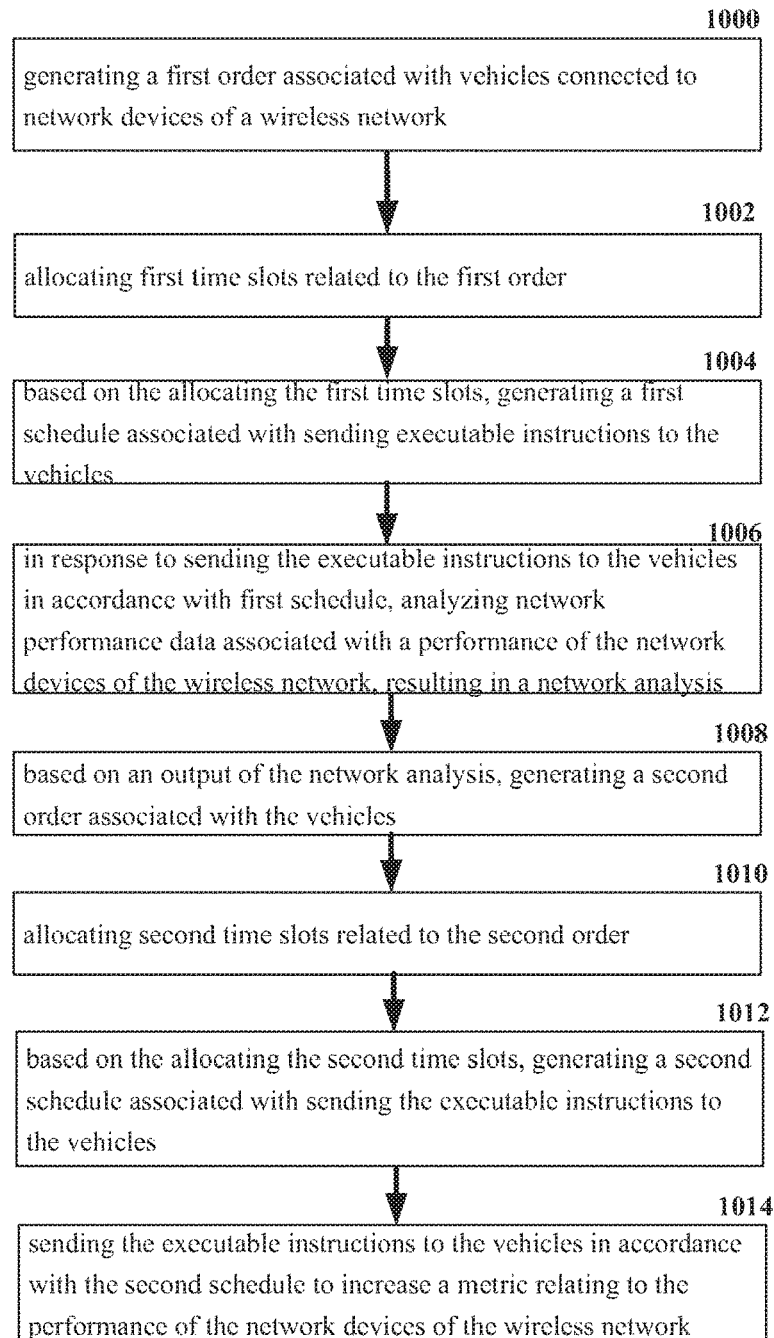 1000
generating a first order associated with vehicles connected to
network devices of a wireless network
1002
allocating first time slots related to the first order
1004
based on the allocating the first time slots, generating a first
schedule associated with sending executable instructions to the
vehicles
1006
in response to sending the executable instructions to the vehicles
in accordance with first schedule, analyzing network
performance data associated with a performance of the network
devices of the wireless network, resulting in a network analysis
1008
based on an output of the network analysis, generating a second
order associated with the vehicles
1010
allocating second time slots related to the second order
1012
based on the allocating the second time slots, generating a second
schedule associated with sending the executable instructions to
the vehicles
1014
sending the executable instructions to the vehicles in accordance
with the second schedule to increase a metric relating to the
performance of the network devices of the wireless network